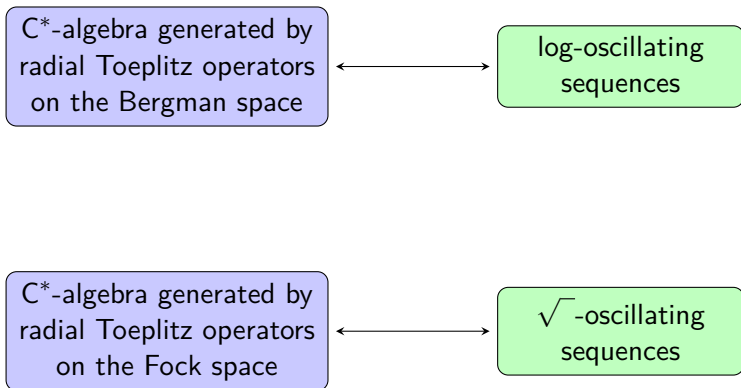 C*-algebra generated by
radial Toeplitz operators
on the Bergman space
log-oscillating
sequences
C*-algebra generated by
radial Toeplitz operators
on the Fock space
√-oscillating
sequences